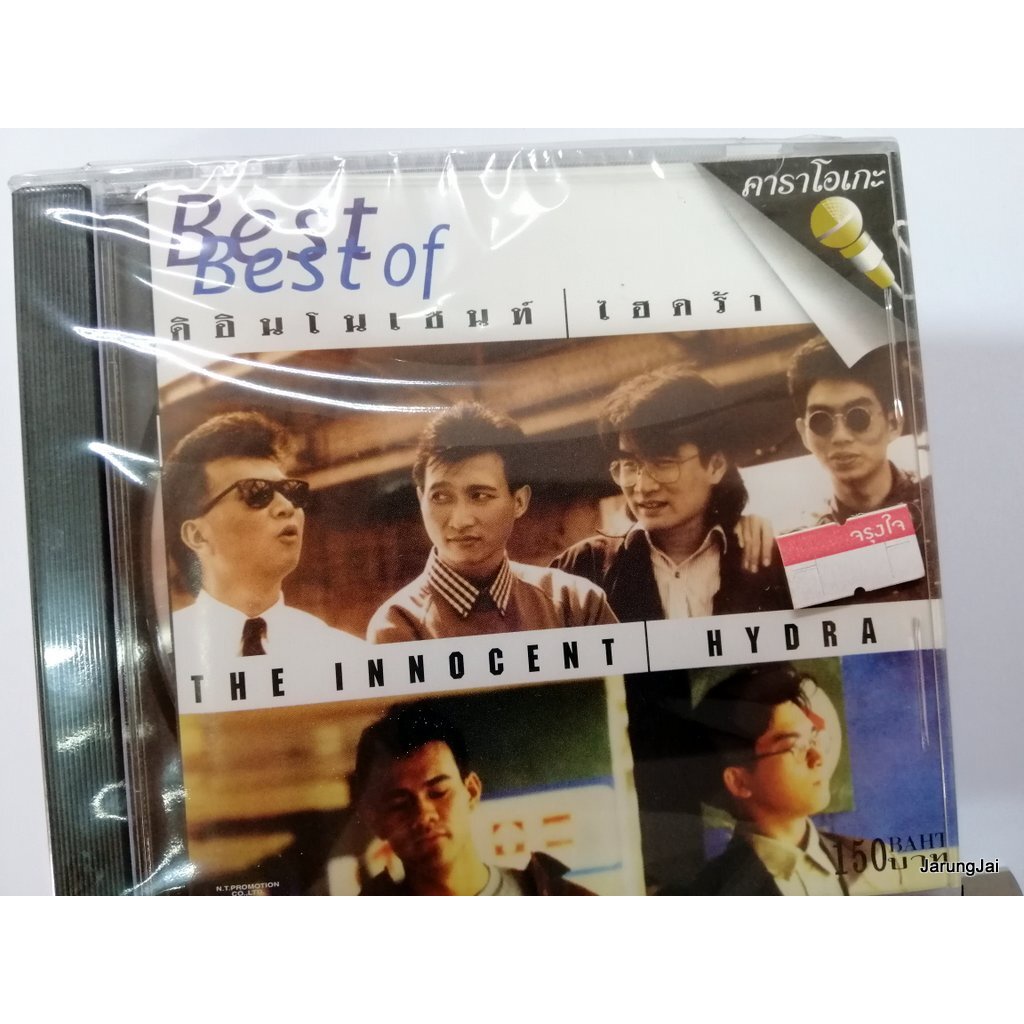 คาราโอเกะ
Best
Best of
ดิอินโนเซนท์ | ไฮดร้า
จรุงใจ
THE INNOCENT | HYDRA
150 BAHT
บาท
N.T.PROMOTION
CO.,LTD.
JarungJai